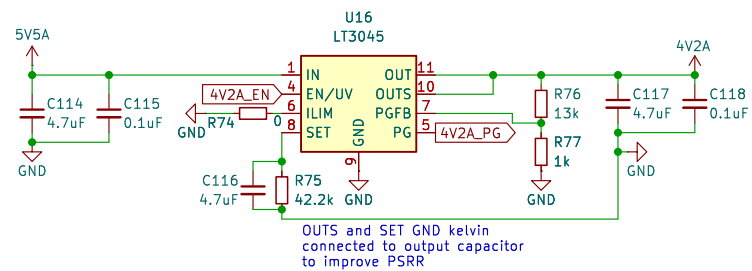 U16
LT3045
5V5A
4V2A
1 IN
OUT 11
4 EN/UV
OUTS 10
4V2A_EN
6 ILIM
PGFB 7
8 SET
PG 5
4V2A_PG
GND
9
C114
4.7uF
C115
0.1uF
GND
GND
R74
0
R76
13k
R77
1k
C117
4.7uF
C118
0.1uF
GND
C116
4.7uF
R75
42.2k
GND
GND
OUTS and SET GND kelvin
connected to output capacitor
to improve PSRR